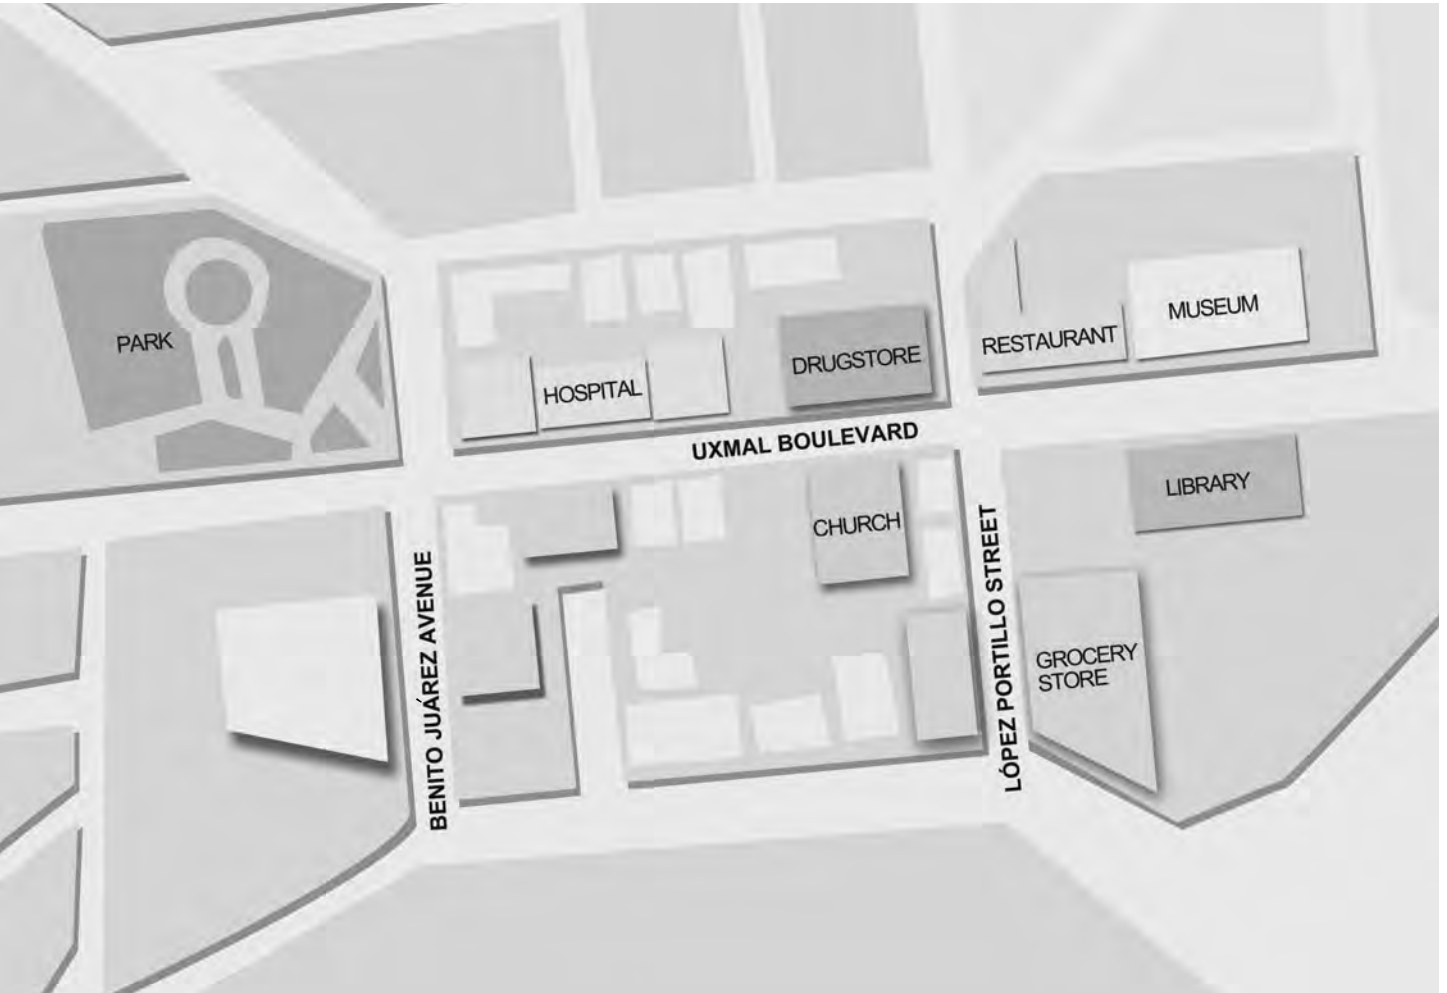 MUSEUM
PARK
RESTAURANT
DRUGSTORE
HOSPITAL
UXMAL BOULEVARD
LIBRARY
CHURCH
BENITO JUÁREZ AVENUE
LÓPEZ PORTILLO STREET
GROCERY
STORE